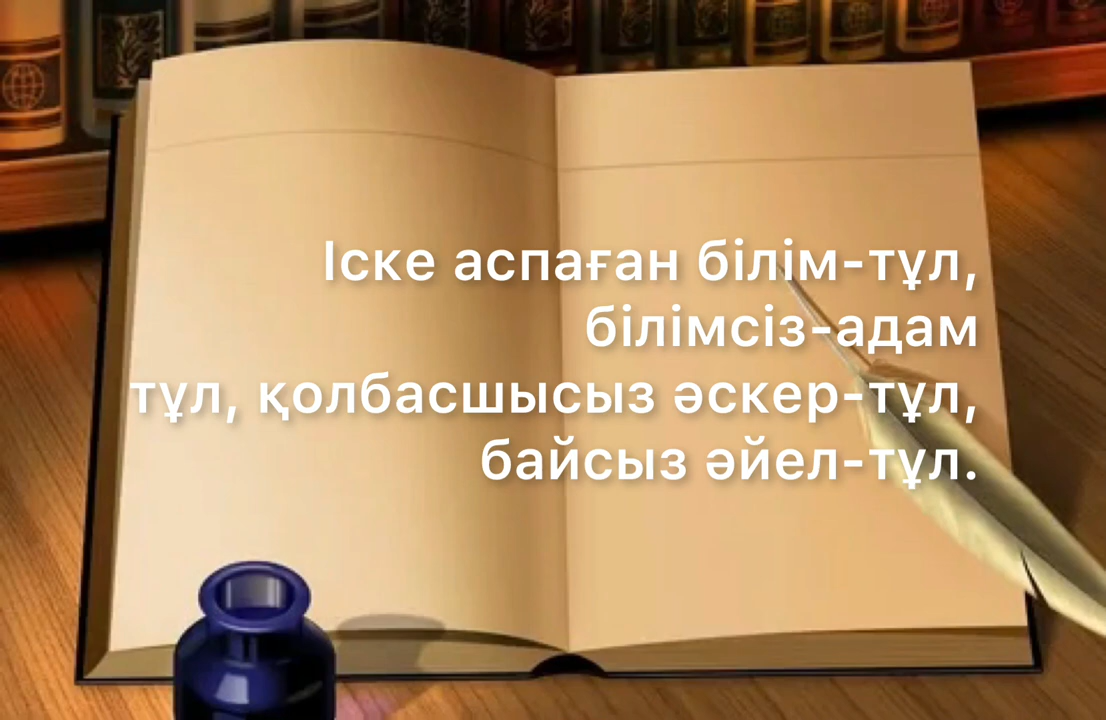 Іске аспаған білім-тұл,
білімсіз-адам
тұл, қолбасшысыз әскер-тұл,
байсыз әйел-тұл.